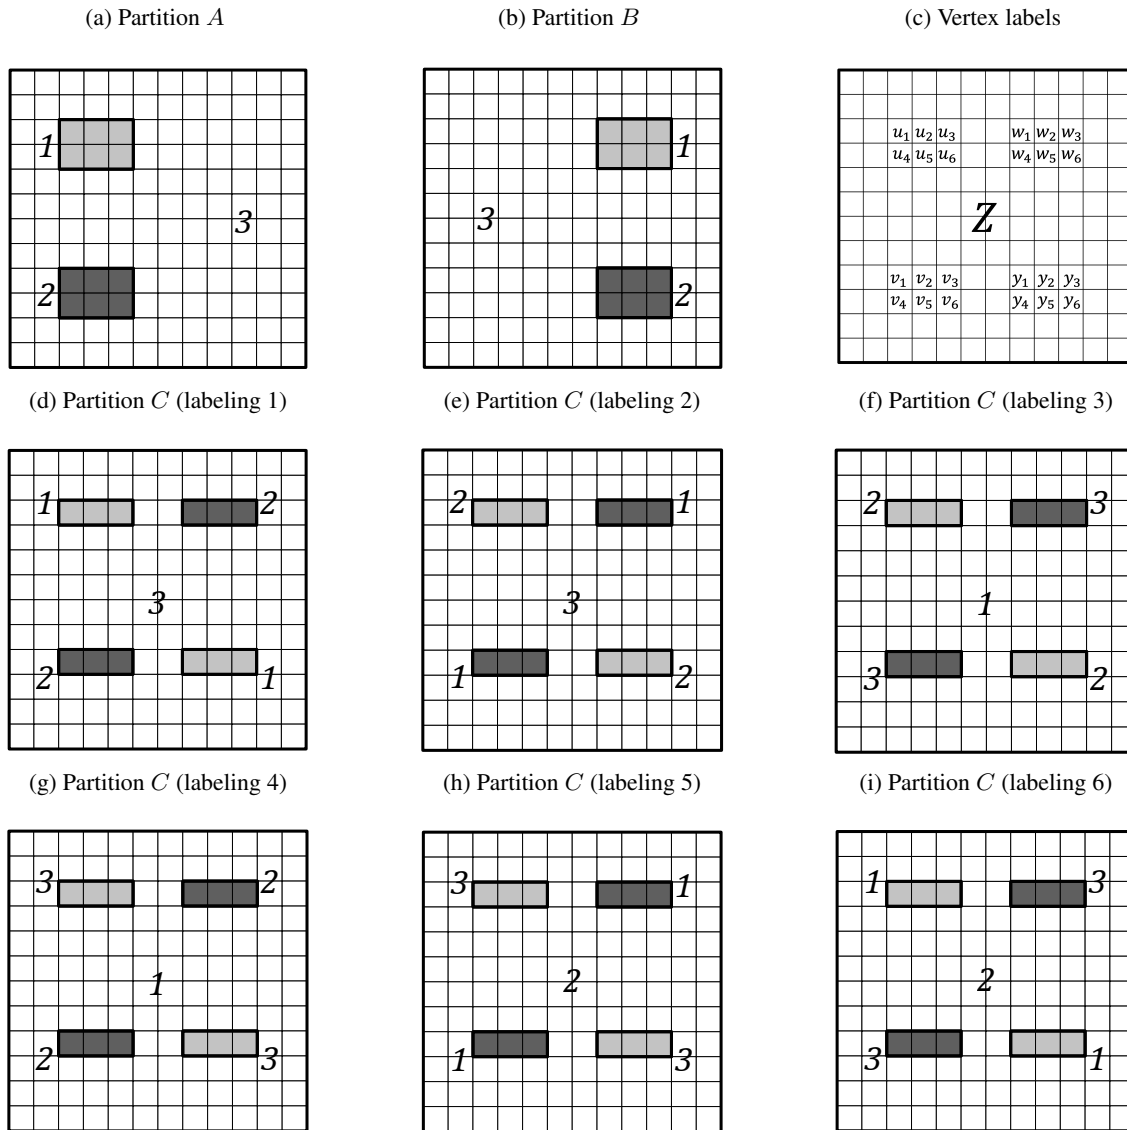 (a) Partition A
(b) Partition B
(c) Vertex labels
1
2
3
1
2
3
u₁ u₂ u₃ w₁ w₂ w₃
u₄ u₅ u₆ w₄ w₅ w₆
Z
v₁ v₂ v₃ y₁ y₂ y₃
v₄ v₅ v₆ y₄ y₅ y₆
(d) Partition C (labeling 1)
(e) Partition C (labeling 2)
(f) Partition C (labeling 3)
1 2
3
2 1
2 1
3
1 2
2 3
1
3 2
(g) Partition C (labeling 4)
(h) Partition C (labeling 5)
(i) Partition C (labeling 6)
3 2
1
2 3
3 1
2
1 3
1 3
2
3 1